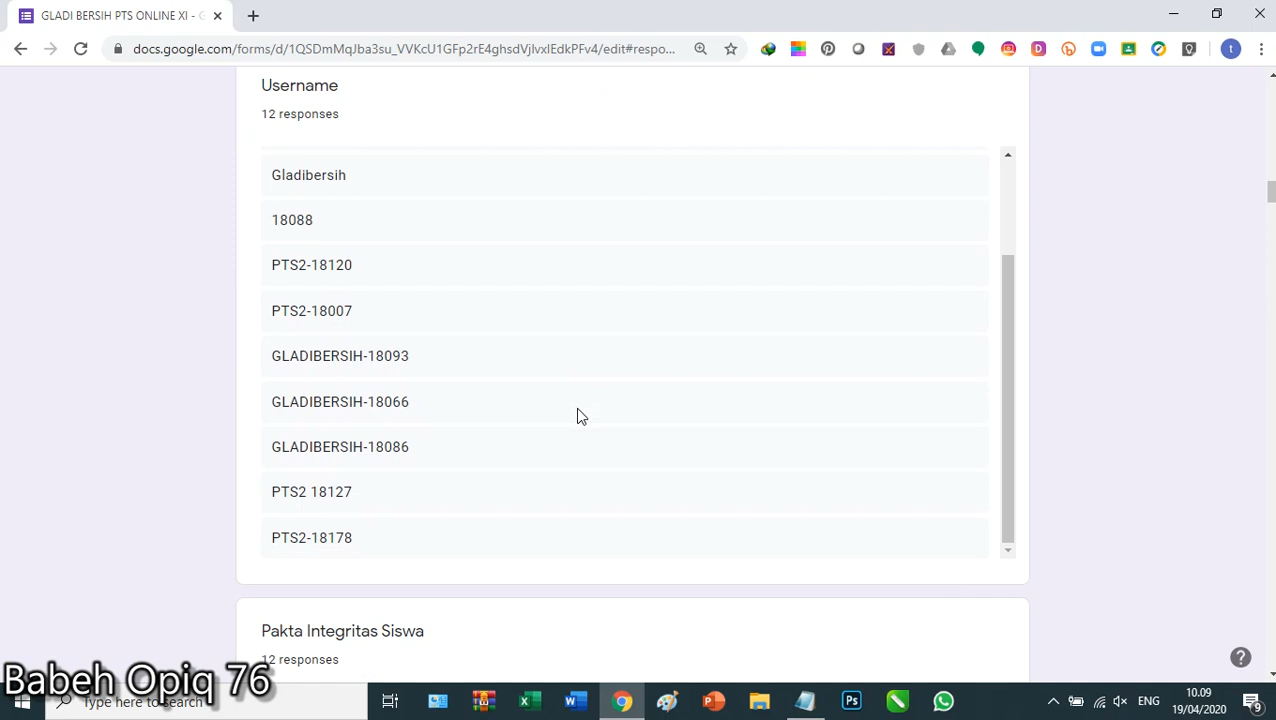 GLADI BERSIH PTS ONLINE XI - G
docs.google.com/forms/d/1QSDmMqJba3su_VVKcU1GFp2rE4ghsdVjlvxlEdkPFv4/edit#respo...
t
Username
12 responses
Gladibersih
18088
PTS2-18120
PTS2-18007
GLADIBERSIH-18093
GLADIBERSIH-18066
GLADIBERSIH-18086
PTS2 18127
PTS2-18178
Pakta Integritas Siswa
12 responses
Babeh Opiq 76
Type here to search
ENG
10.09
19/04/2020
9